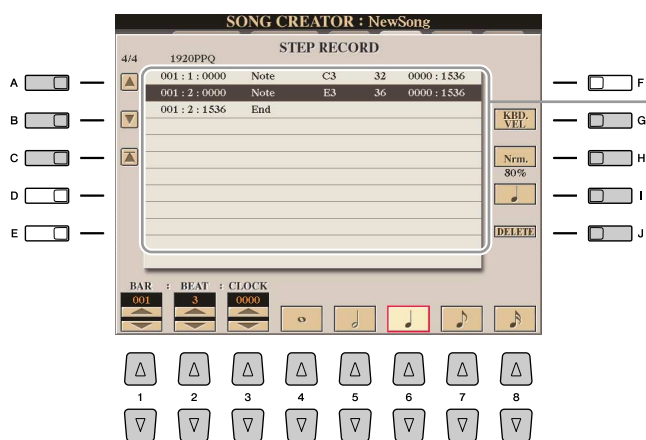 SONG CREATOR : NewSong
STEP RECORD
4/4 1920PPQ
001 : 1 : 0000 Note C3 32 0000 : 1536
001 : 2 : 0000 Note E3 36 0000 : 1536
001 : 2 : 1536 End
A
B
C
D
E
F
G
H
I
J
KBD.
VEL
Nrm.
80%
DELETE
BAR : BEAT : CLOCK
001 3 0000
1 2 3 4 5 6 7 8